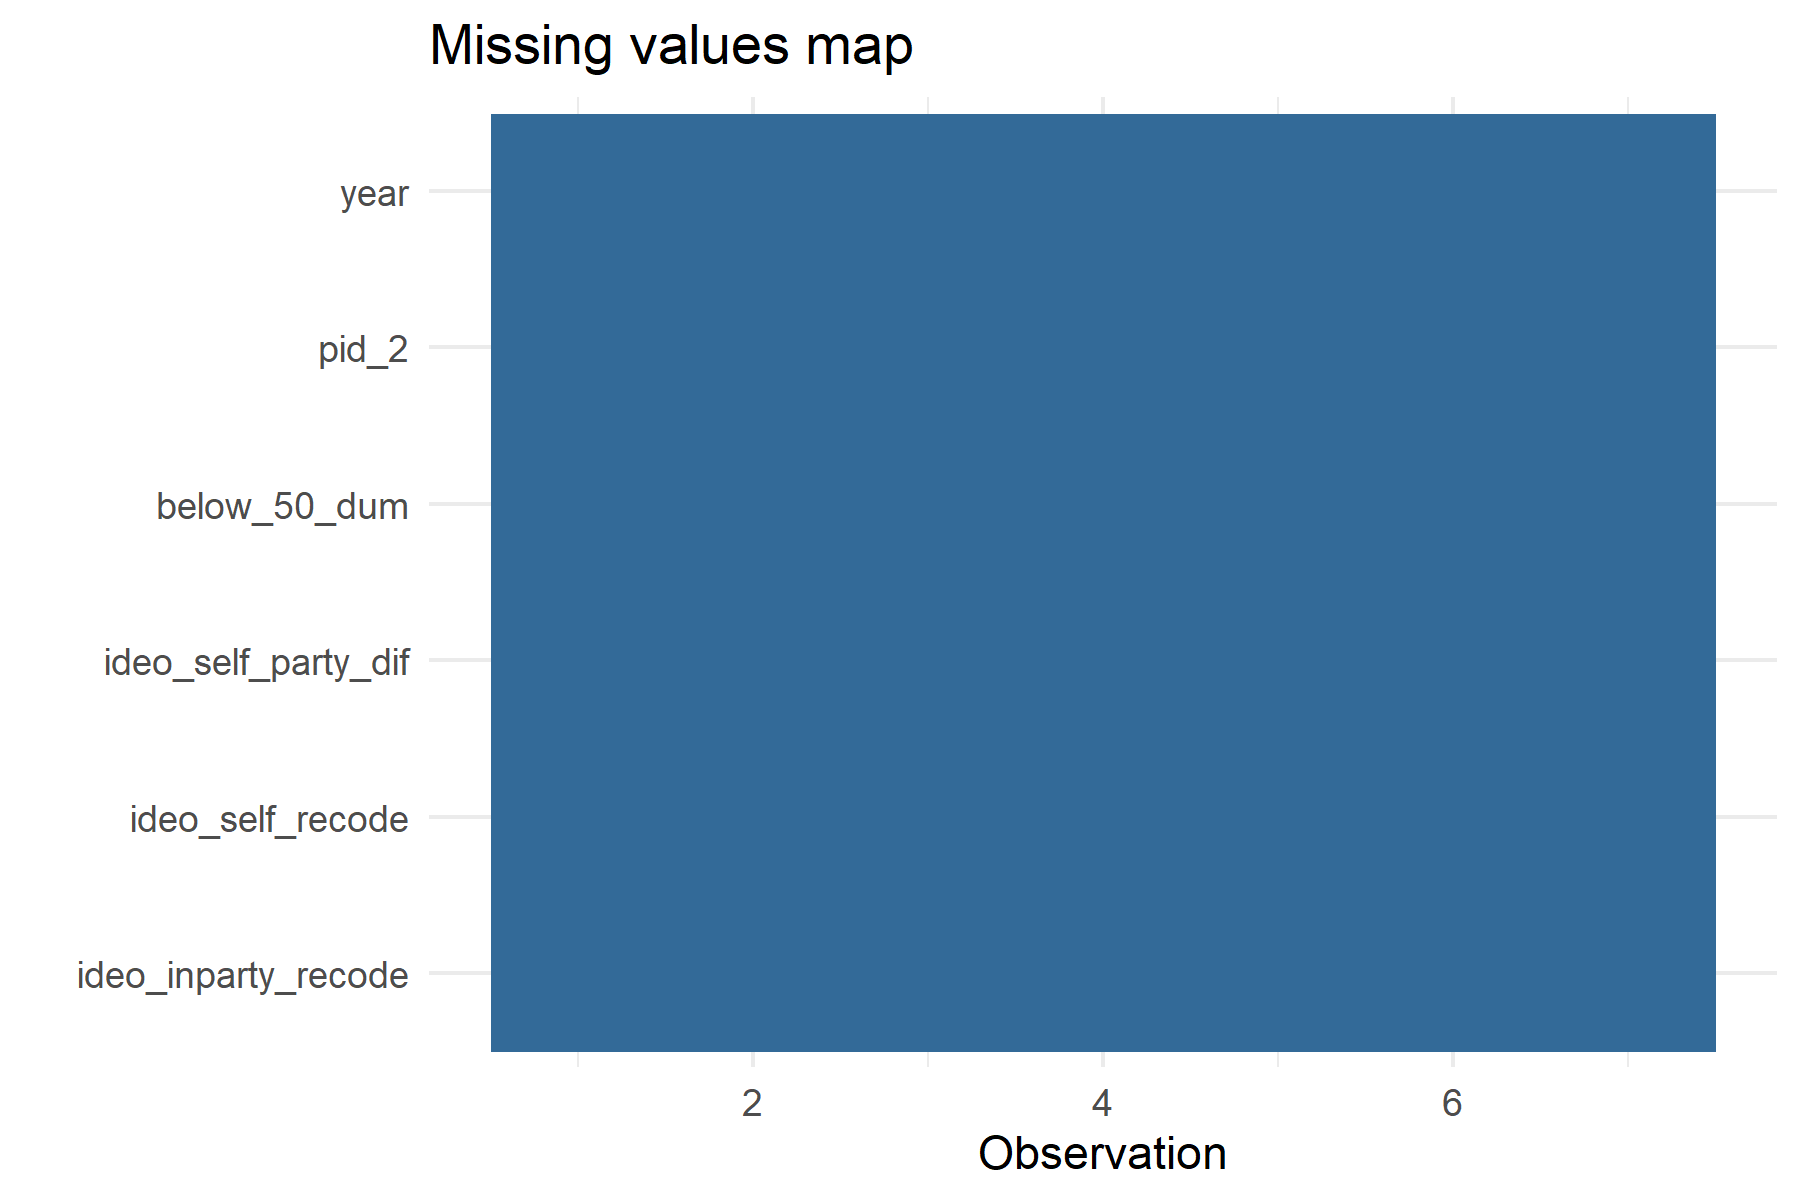 Missing values map
year
pid_2
below_50_dum
ideo_self_party_dif
ideo_self_recode
ideo_inparty_recode
2 4 6
Observation